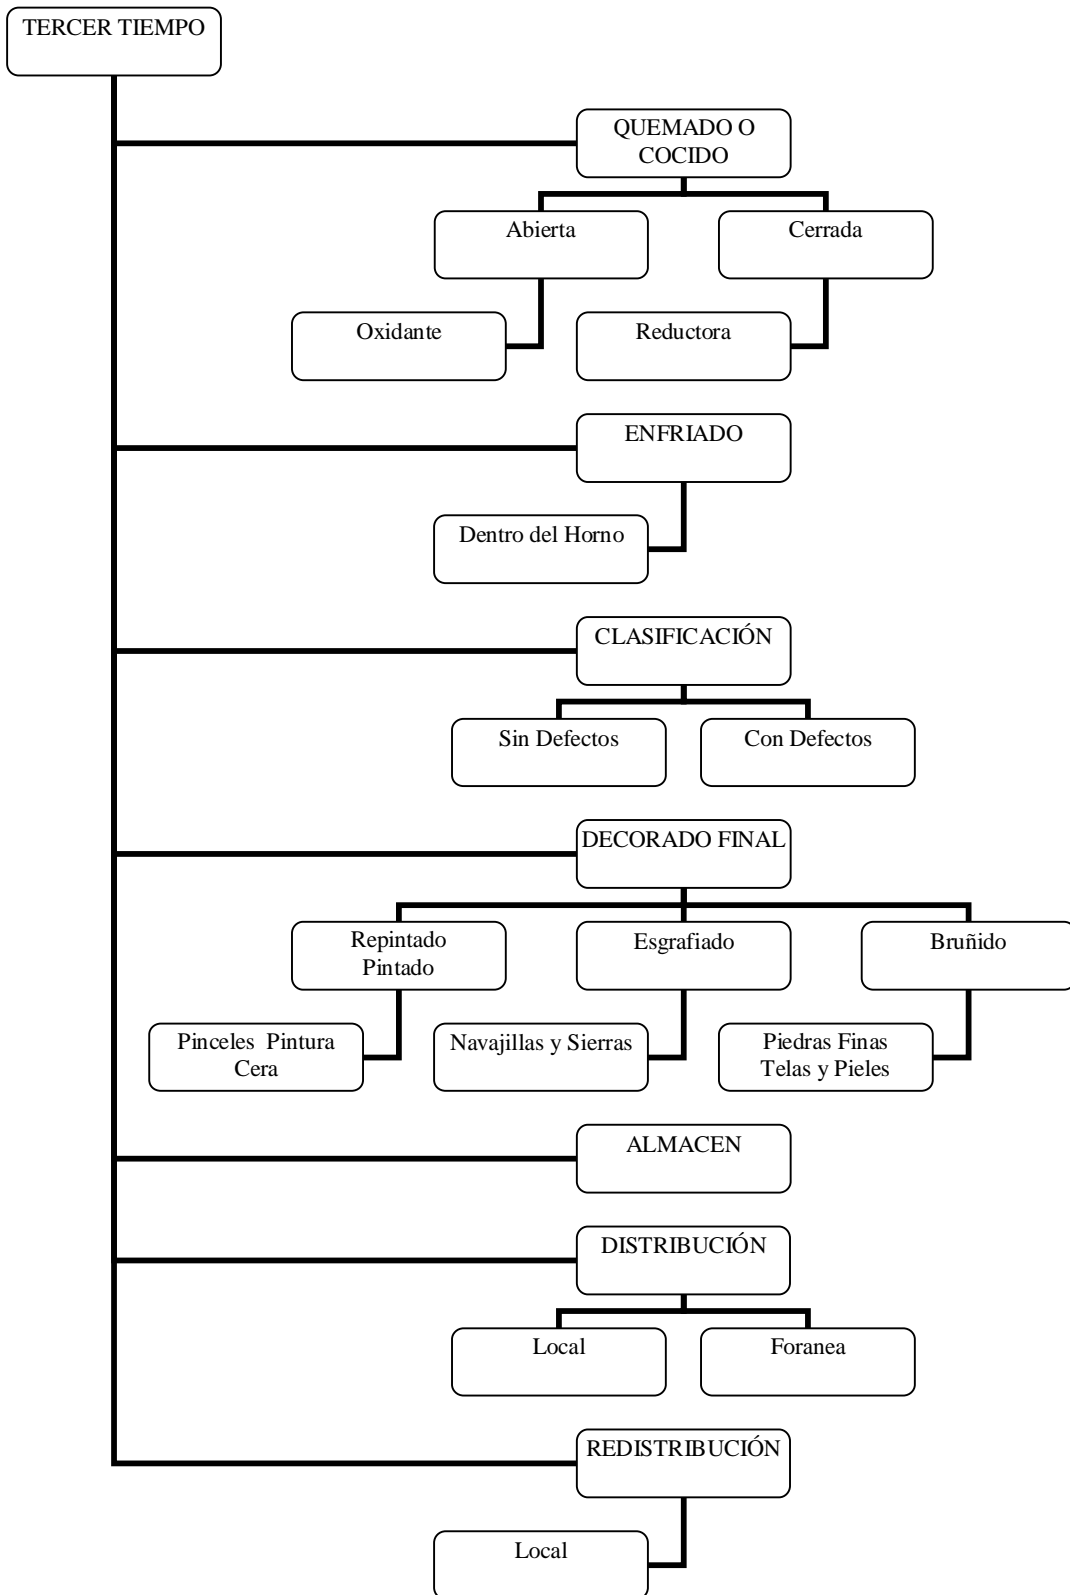 TERCER TIEMPO
QUEMADO O
COCIDO
Abierta
Cerrada
Oxidante
Reductora
ENFRIADO
Dentro del Horno
CLASIFICACIÓN
Sin Defectos
Con Defectos
DECORADO FINAL
Repintado
Pintado
Esgrafiado
Bruñido
Pinceles Pintura
Cera
Navajillas y Sierras
Piedras Finas
Telas y Pieles
ALMACEN
DISTRIBUCIÓN
Local
Foranea
REDISTRIBUCIÓN
Local